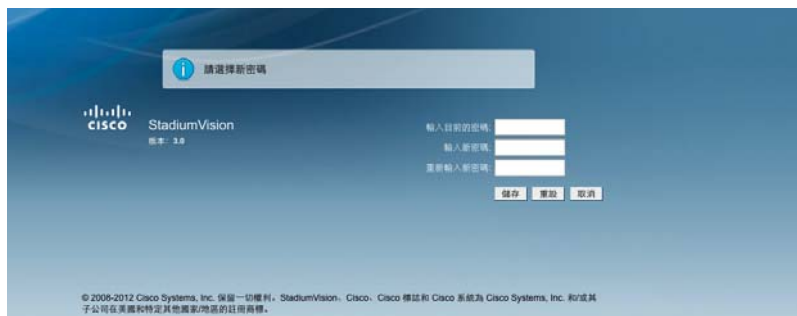 請選擇新密碼
CISCO
StadiumVision
版本: 3.0
輸入目前的密碼:
輸入新密碼:
重新輸入新密碼:
儲存 重設 取消
© 2006-2012 Cisco Systems, Inc. 保留一切權利。StadiumVision、Cisco、Cisco 標誌和 Cisco 系統為 Cisco Systems, Inc. 和/或其
子公司在美國和特定其他國家/地區的註冊商標。